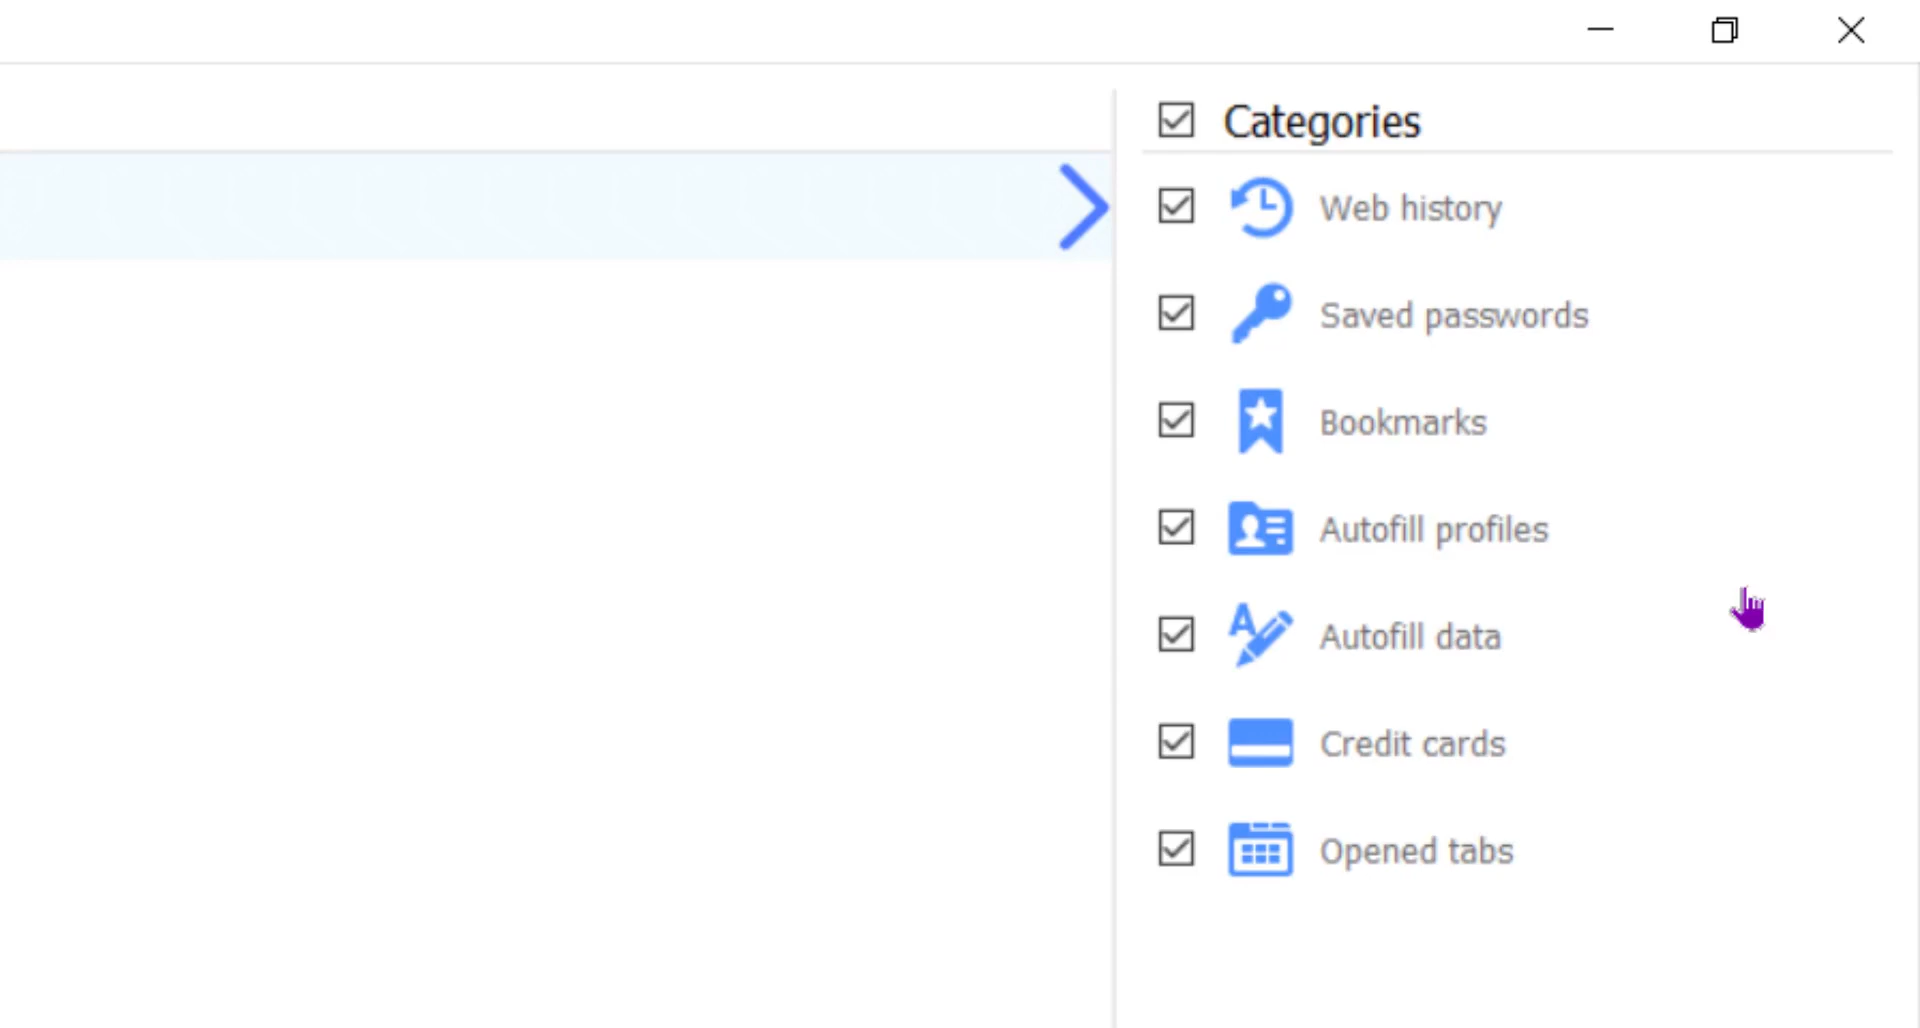 Categories
Web history
Saved passwords
Bookmarks
Autofill profiles
Autofill data
Credit cards
Opened tabs